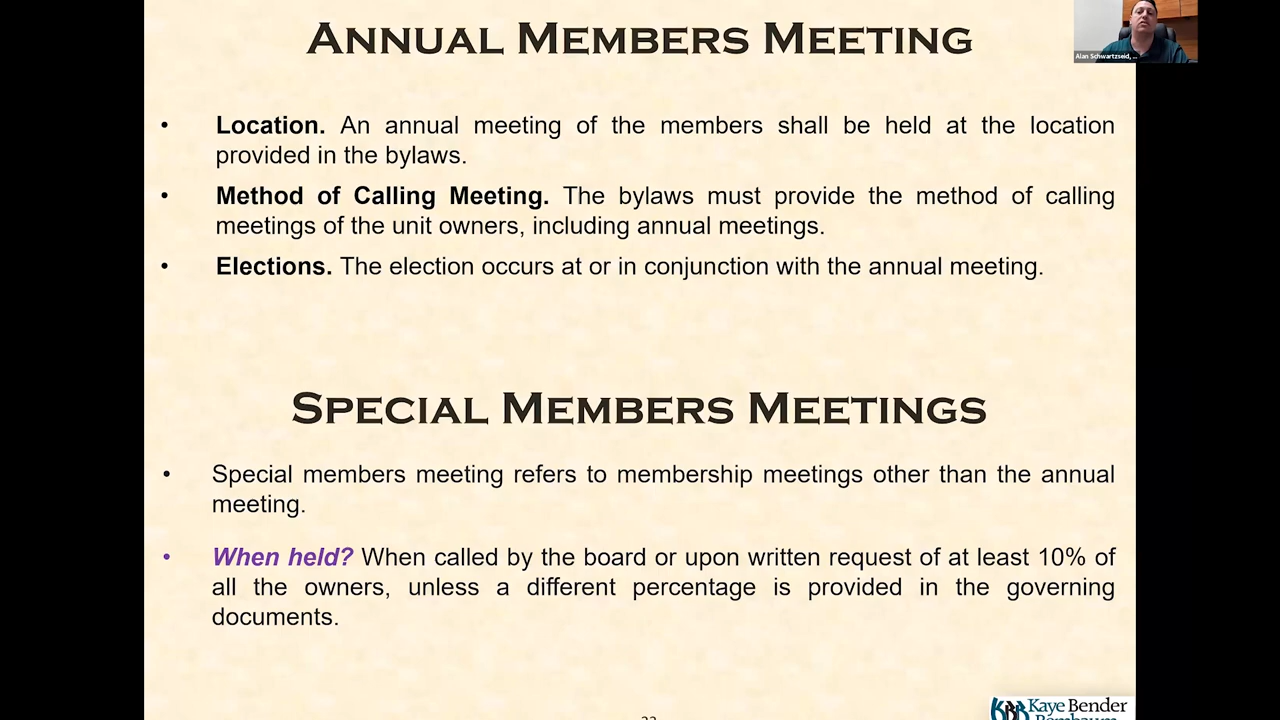 ANNUAL MEMBERS MEETING
Alan Schwartzseid, ...
• Location. An annual meeting of the members shall be held at the location
provided in the bylaws.
• Method of Calling Meeting. The bylaws must provide the method of calling
meetings of the unit owners, including annual meetings.
• Elections. The election occurs at or in conjunction with the annual meeting.
SPECIAL MEMBERS MEETINGS
• Special members meeting refers to membership meetings other than the annual
meeting.
• When held? When called by the board or upon written request of at least 10% of
all the owners, unless a different percentage is provided in the governing
documents.
KBR Kaye Bender